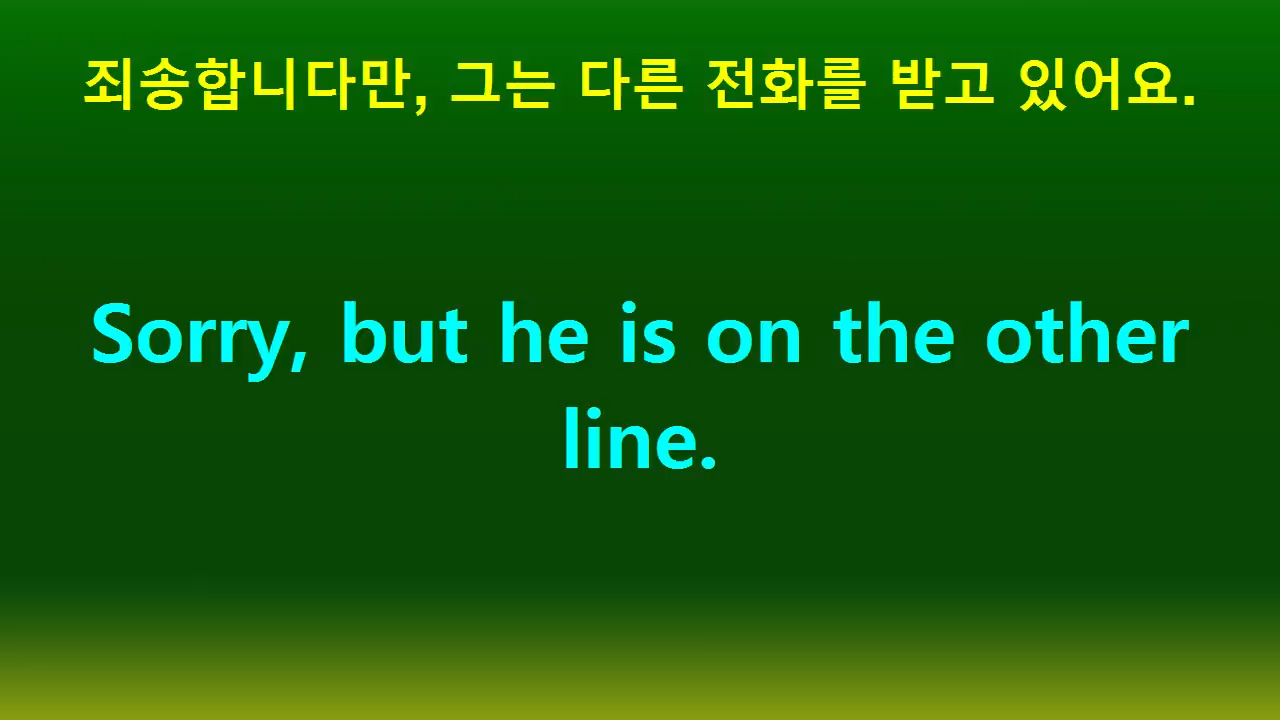 죄송합니다만, 그는 다른 전화를 받고 있어요.
Sorry, but he is on the other
line.